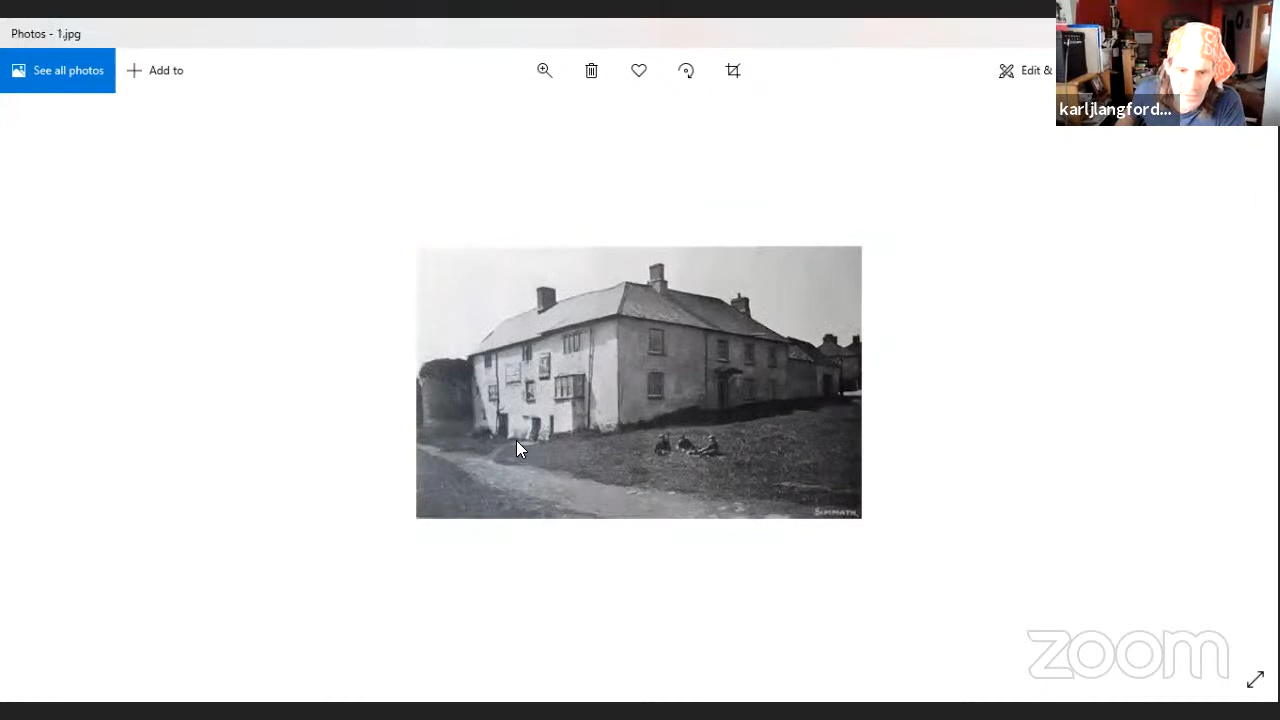 Photos - 1.jpg
See all photos
Add to
Edit &
karljlangford...
zoom